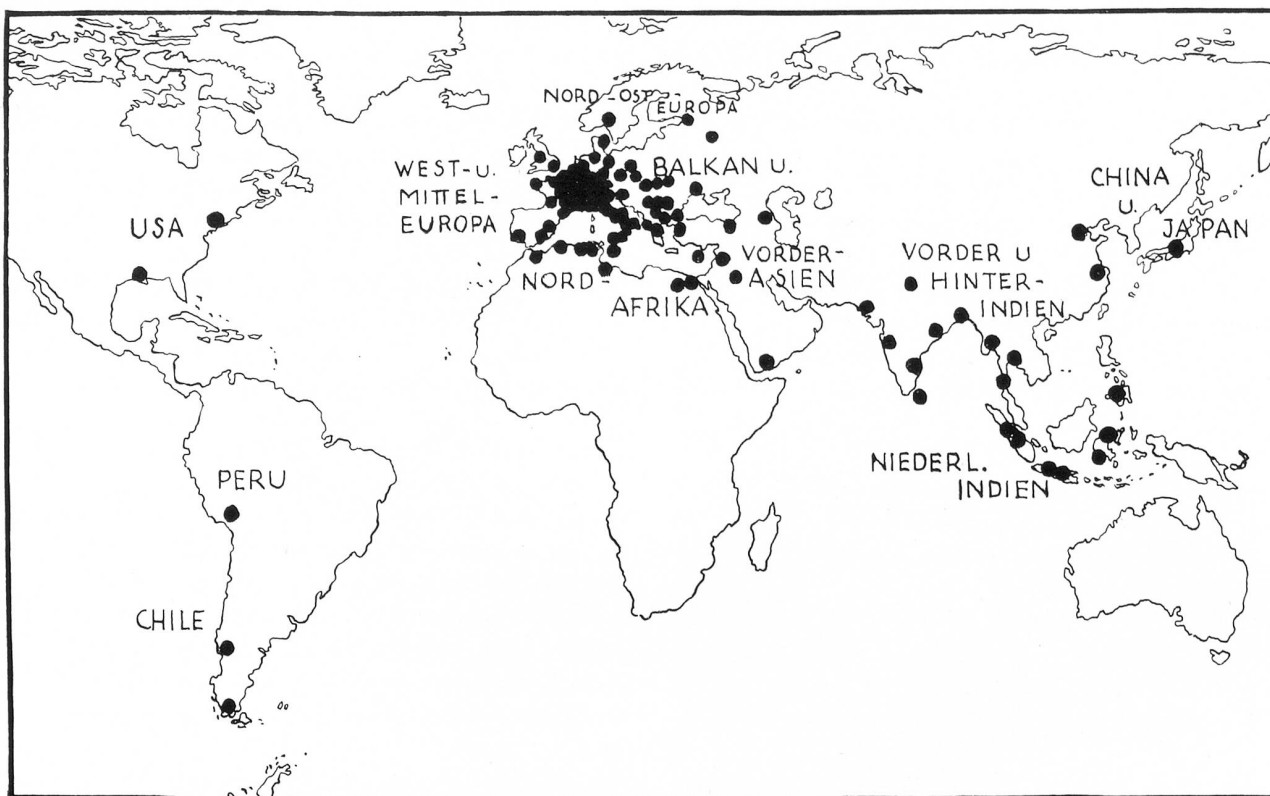 NORD-OST-
EUROPA
WEST-U.
MITTEL-
EUROPA
BALKAN U.
VORDER-
ASIEN
USA
NORD-
AFRIKA
CHINA
U.
JAPAN
VORDER U
HINTER-
INDIEN
NIEDERL.
INDIEN
PERU
CHILE